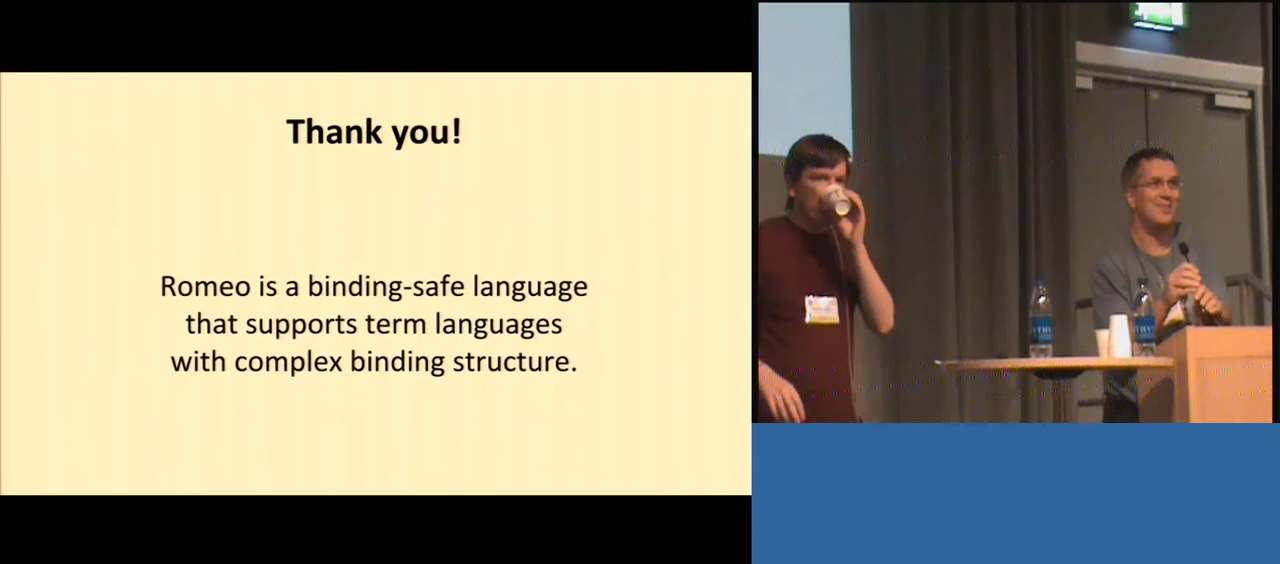 Thank you!
Romeo is a binding-safe language
that supports term languages
with complex binding structure.